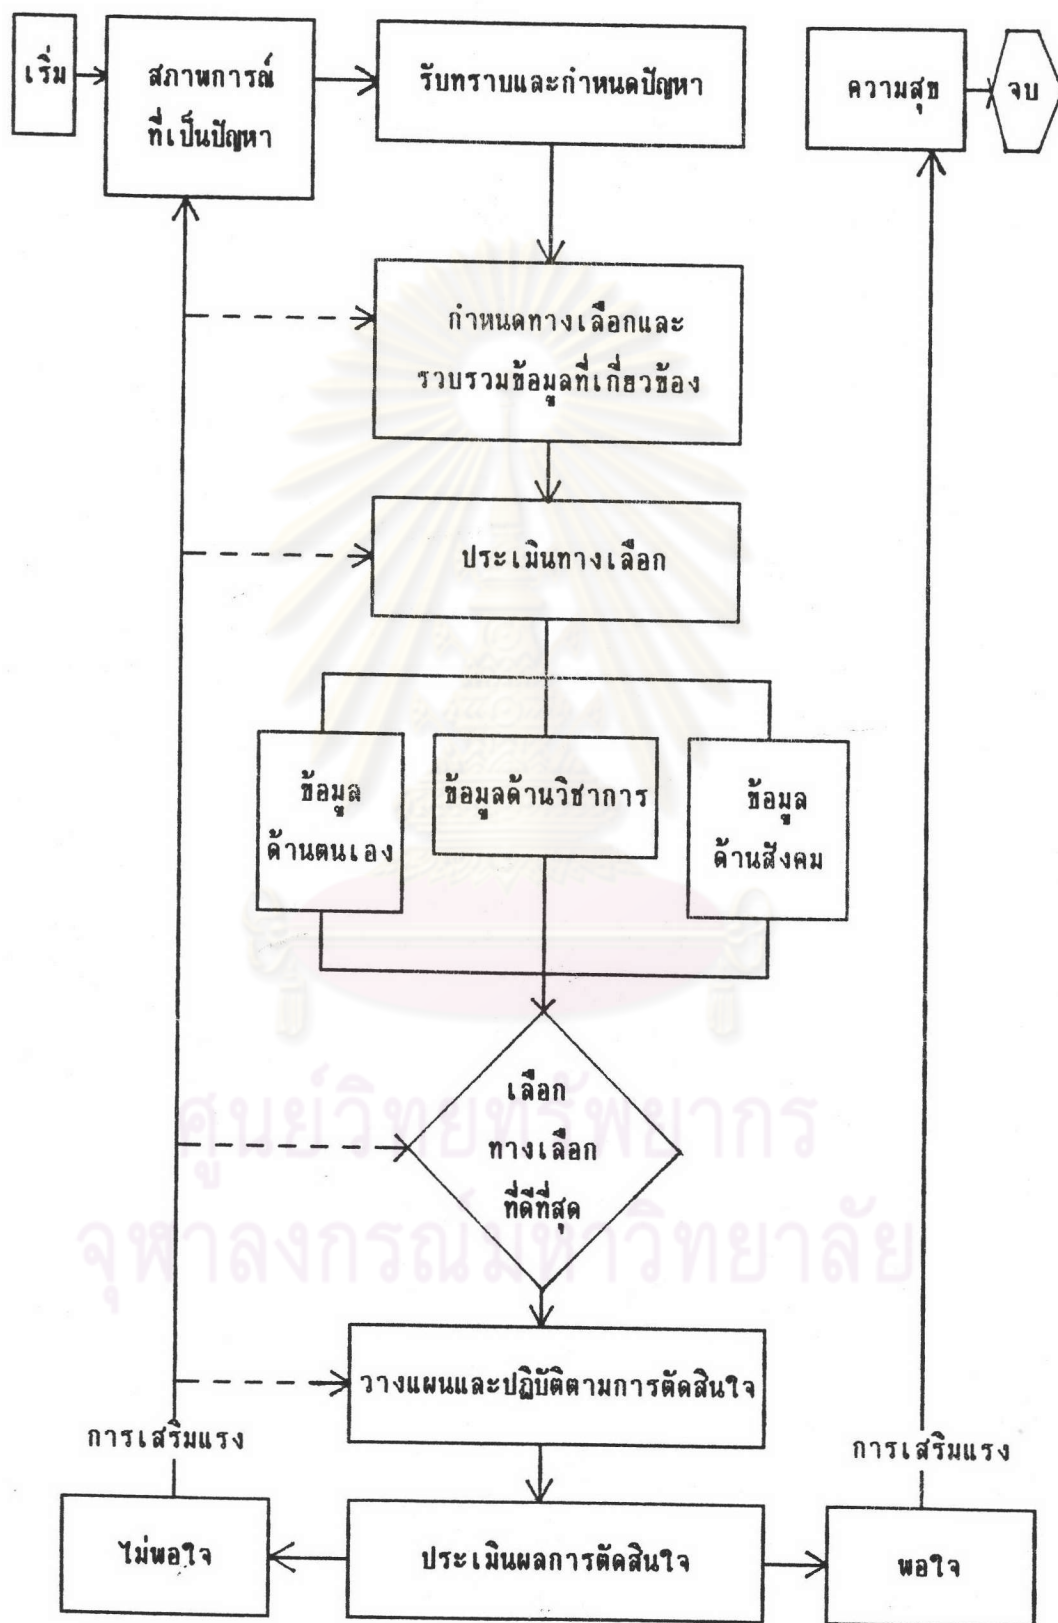 เริ่ม
สภาพการณ์
ที่เป็นปัญหา
รับทราบและกำหนดปัญหา
ความสุข
จบ
กำหนดทางเลือกและ
รวบรวมข้อมูลที่เกี่ยวข้อง
ประเมินทางเลือก
ข้อมูล
ด้านตนเอง
ข้อมูลด้านวิชาการ
ข้อมูล
ด้านสังคม
เลือก
ทางเลือก
ที่ดีที่สุด
ศูนย์วิทยทรัพยากร
จุฬาลงกรณ์มหาวิทยาลัย
วางแผนและปฏิบัติตามการตัดสินใจ
การเสริมแรง
การเสริมแรง
ไม่พอใจ
ประเมินผลการตัดสินใจ
พอใจ